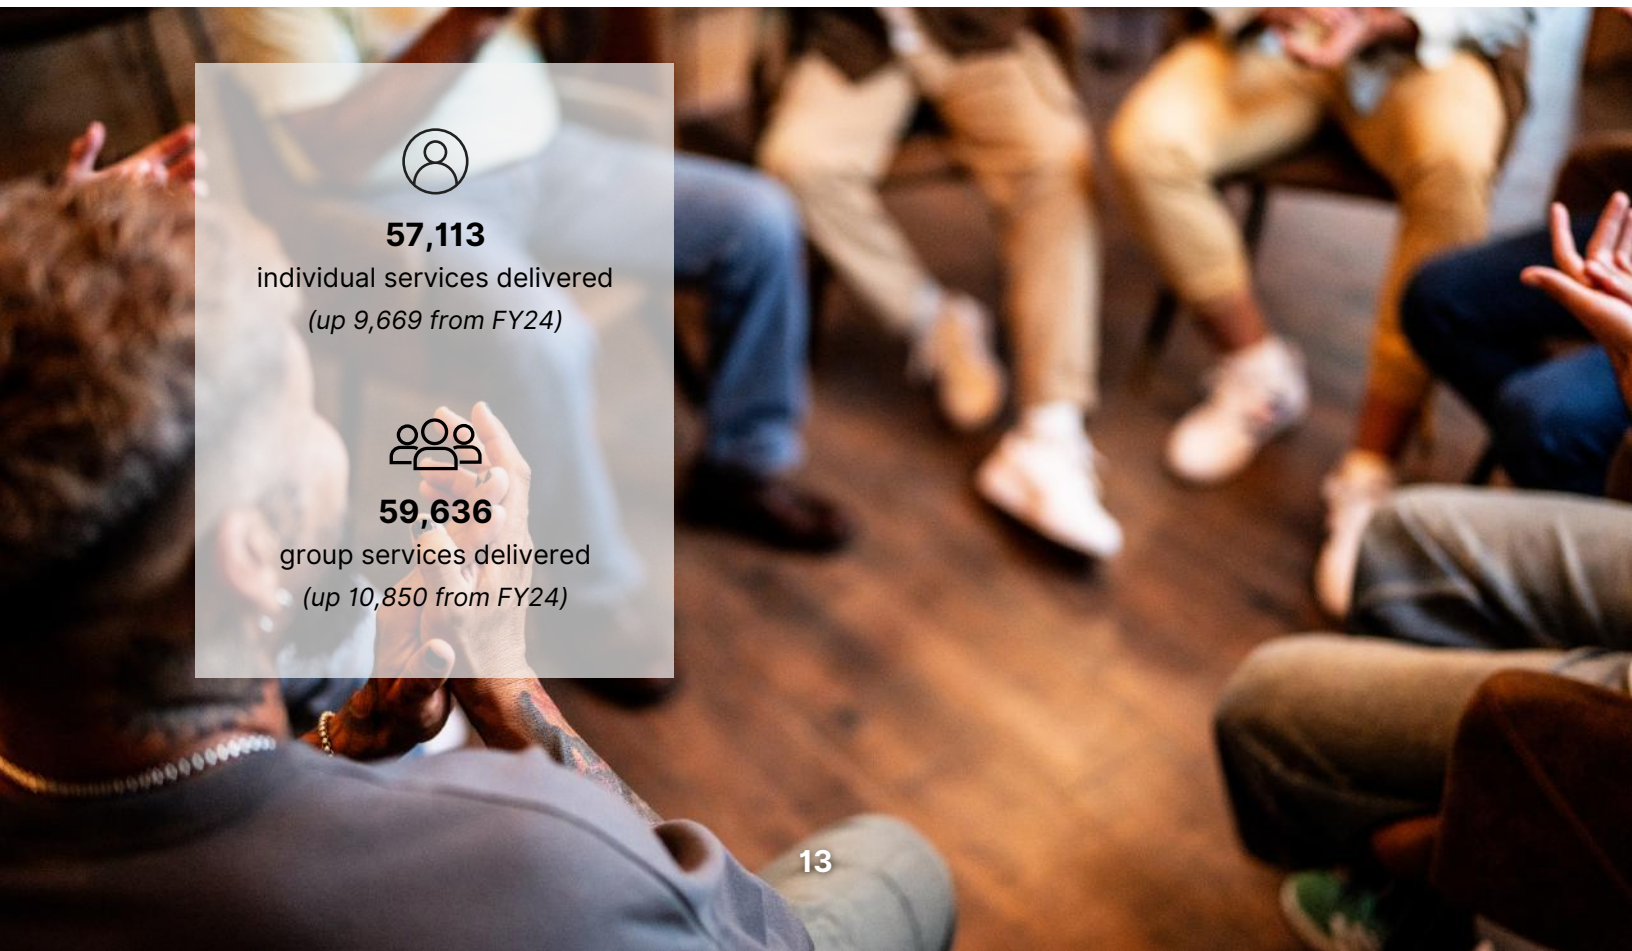 57,113
individual services delivered
(up 9,669 from FY24)
59,636
group services delivered
(up 10,850 from FY24)
13